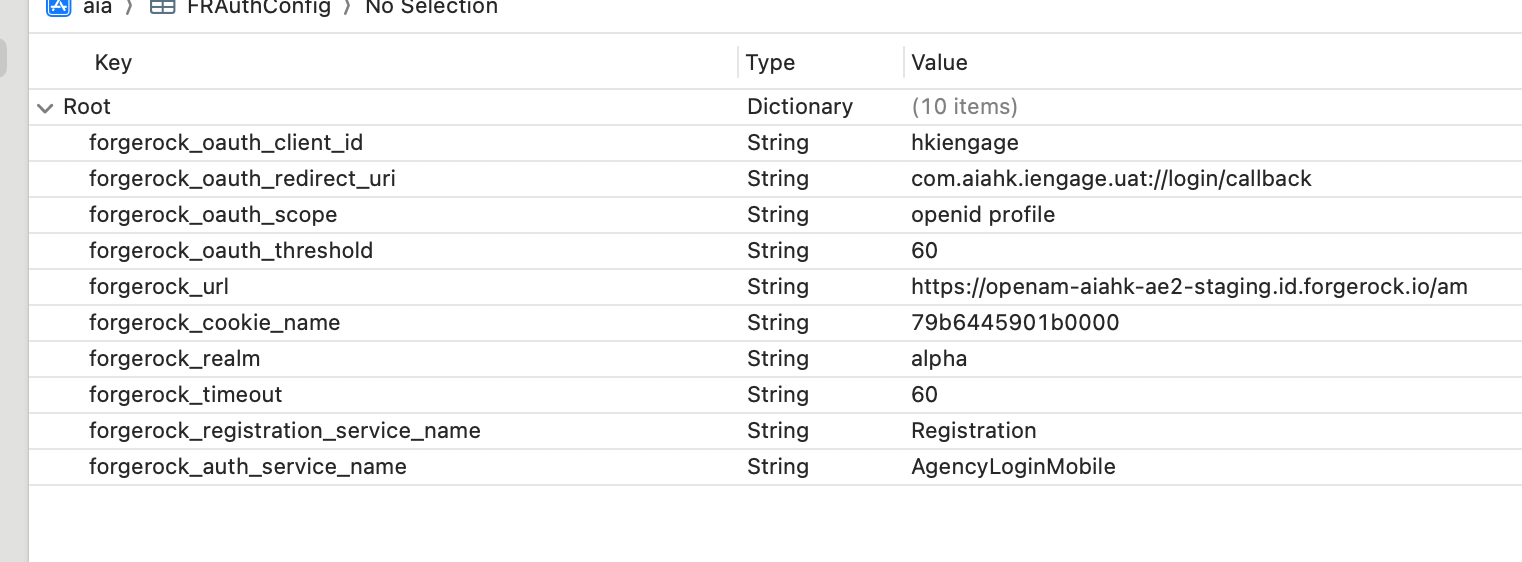 aia 〉 FRAuthConfig 〉 No Selection
Key Type Value
Root Dictionary (10 items)
forgerock_oauth_client_id String hkiengage
forgerock_oauth_redirect_uri String com.aiahk.iengage.uat://login/callback
forgerock_oauth_scope String openid profile
forgerock_oauth_threshold String 60
forgerock_url String https://openam-aiahk-ae2-staging.id.forgerock.io/am
forgerock_cookie_name String 79b6445901b0000
forgerock_realm String alpha
forgerock_timeout String 60
forgerock_registration_service_name String Registration
forgerock_auth_service_name String AgencyLoginMobile